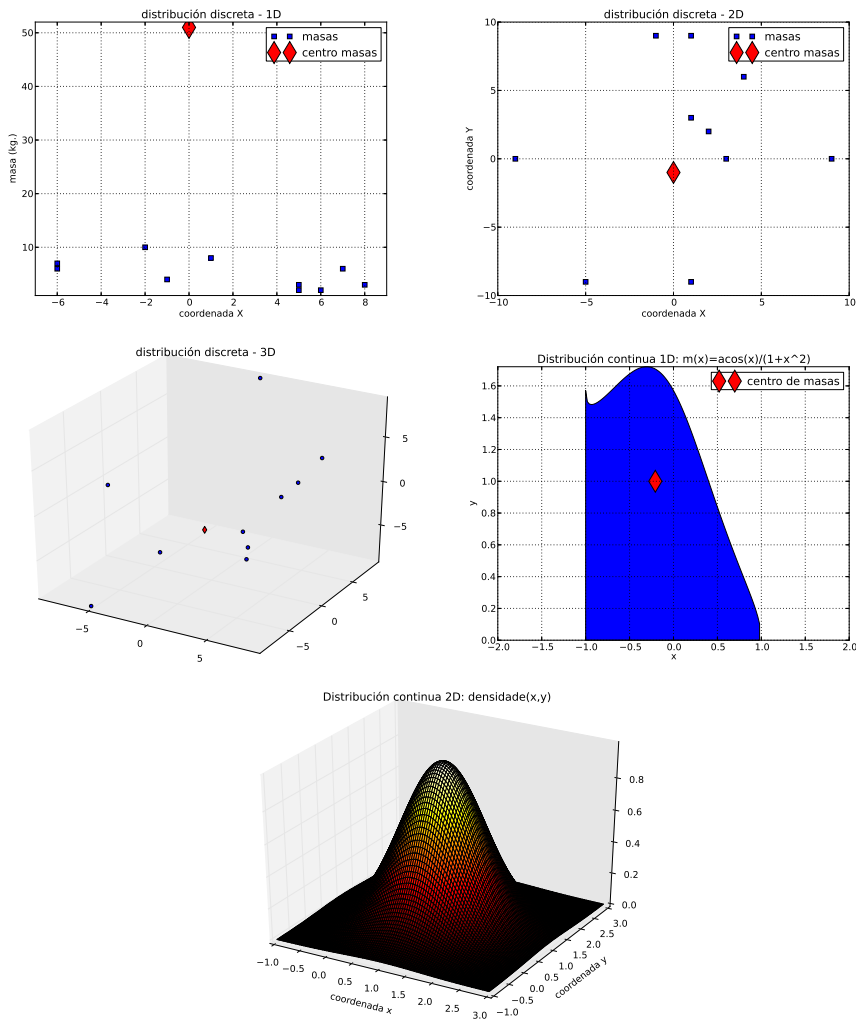 distribución discreta - 1D
masas
centro masas
masa (kg.)
50
40
30
20
10
−6 −4 −2 0 2 4 6 8
coordenada X
distribución discreta - 2D
masas
centro masas
coordenada Y
10
5
0
−5
−10
−10 −5 0 5 10
coordenada X
distribución discreta - 3D
5
0
−5
−5 0 5
−5 0 5
Distribución continua 1D: m(x)=acos(x)/(1+x^2)
centro de masas
y
1.6
1.4
1.2
1.0
0.8
0.6
0.4
0.2
0.0
−2.0 −1.5 −1.0 −0.5 0.0 0.5 1.0 1.5 2.0
x
Distribución continua 2D: densidade(x,y)
0.8
0.6
0.4
0.2
0.0
−1.0 −0.5 0.0 0.5 1.0 1.5 2.0 2.5 3.0
coordenada x
−1.0 −0.5 0.0 0.5 1.0 1.5 2.0 2.5 3.0
coordenada y